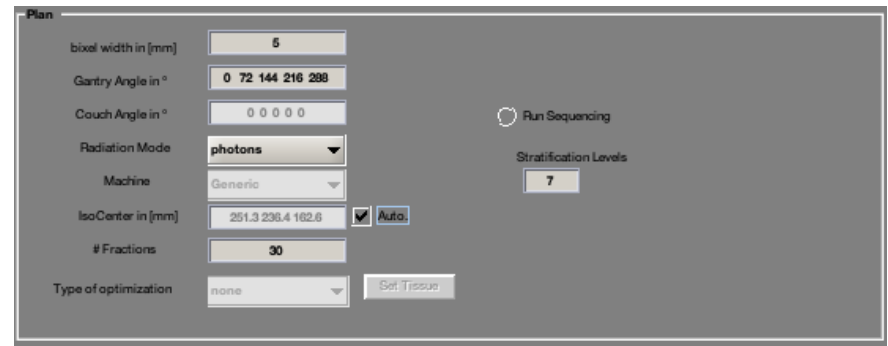 Plan
bixel width in [mm] 5
Gantry Angle in º 0 72 144 216 288
Couch Angle in º 0 0 0 0 0
Run Sequencing
Radiation Mode photons
Stratification Levels
Machine Generic
7
IsoCenter in [mm] 251.3 236.4 162.6 Auto.
# Fractions 30
Type of optimization none Set Tissue